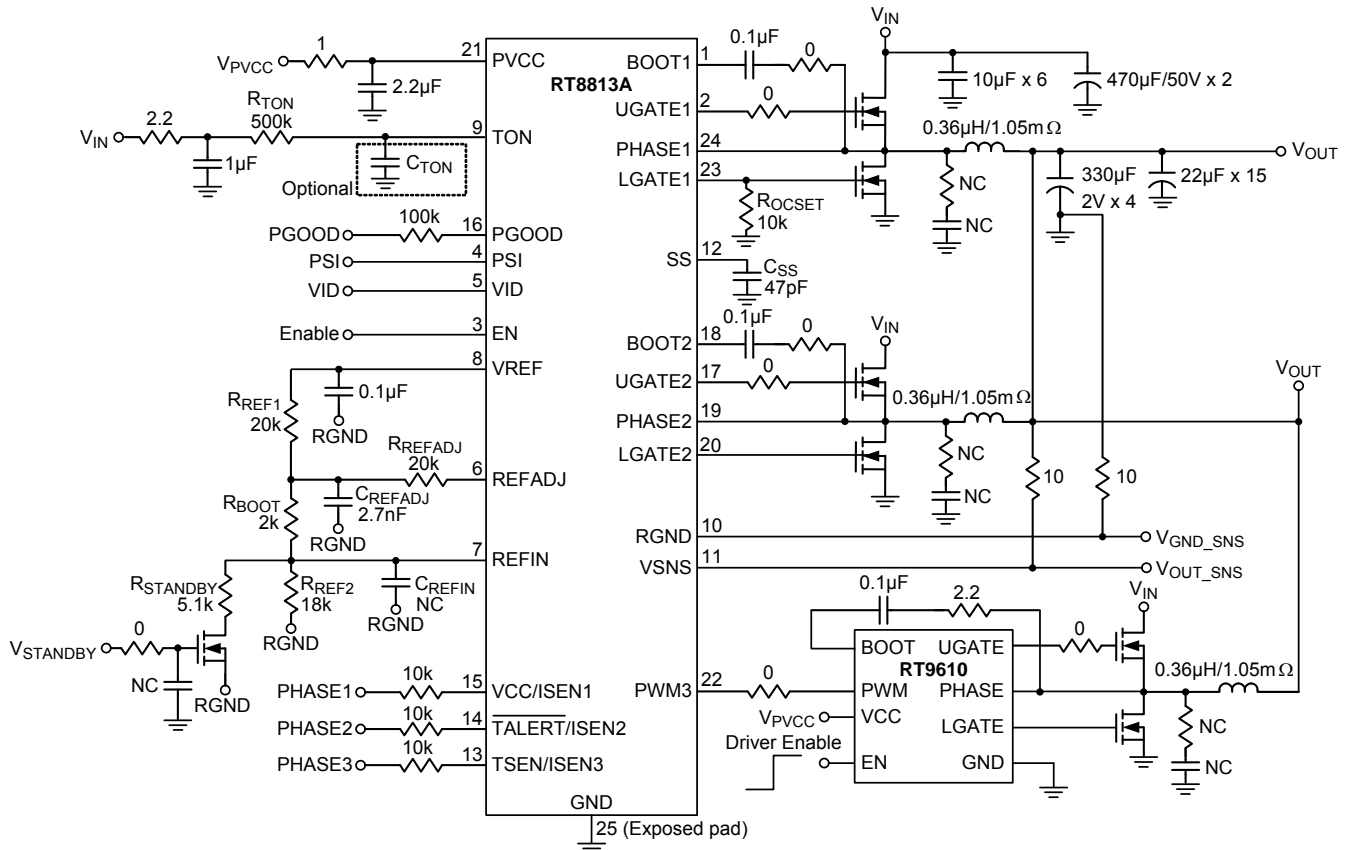 V_PVCC
1
2.2µF
21
PVCC
V_IN
2.2
1µF
R_TON
500k
9
TON
Optional
C_TON
PGOOD
100k
16
PGOOD
PSI
4
PSI
VID
5
VID
Enable
3
EN
8
VREF
0.1µF
RGND
R_REF1
20k
R_REFADJ
20k
6
REFADJ
C_REFADJ
2.7nF
RGND
R_BOOT
2k
7
REFIN
R_STANDBY
5.1k
R_REF2
18k
RGND
C_REFIN
NC
RGND
V_STANDBY
0
NC
RGND
PHASE1
10k
15
VCC/ISEN1
PHASE2
10k
14
TALERT/ISEN2
PHASE3
10k
13
TSEN/ISEN3
RT8813A
GND
25 (Exposed pad)
1
BOOT1
0.1µF
0
V_IN
10µF x 6
470µF/50V x 2
2
UGATE1
0
24
PHASE1
0.36µH/1.05mΩ
V_OUT
23
LGATE1
R_OCSET
10k
NC
NC
330µF
2V x 4
22µF x 15
12
SS
C_SS
47pF
18
BOOT2
0.1µF
0
V_IN
17
UGATE2
0
19
PHASE2
0.36µH/1.05mΩ
V_OUT
20
LGATE2
NC
NC
10
10
10
RGND
V_GND_SNS
11
VSNS
V_OUT_SNS
22
PWM3
0
0.1µF
2.2
RT9610
BOOT
UGATE
PWM
PHASE
VCC
LGATE
EN
GND
V_PVCC
Driver Enable
0
V_IN
0.36µH/1.05mΩ
NC
NC